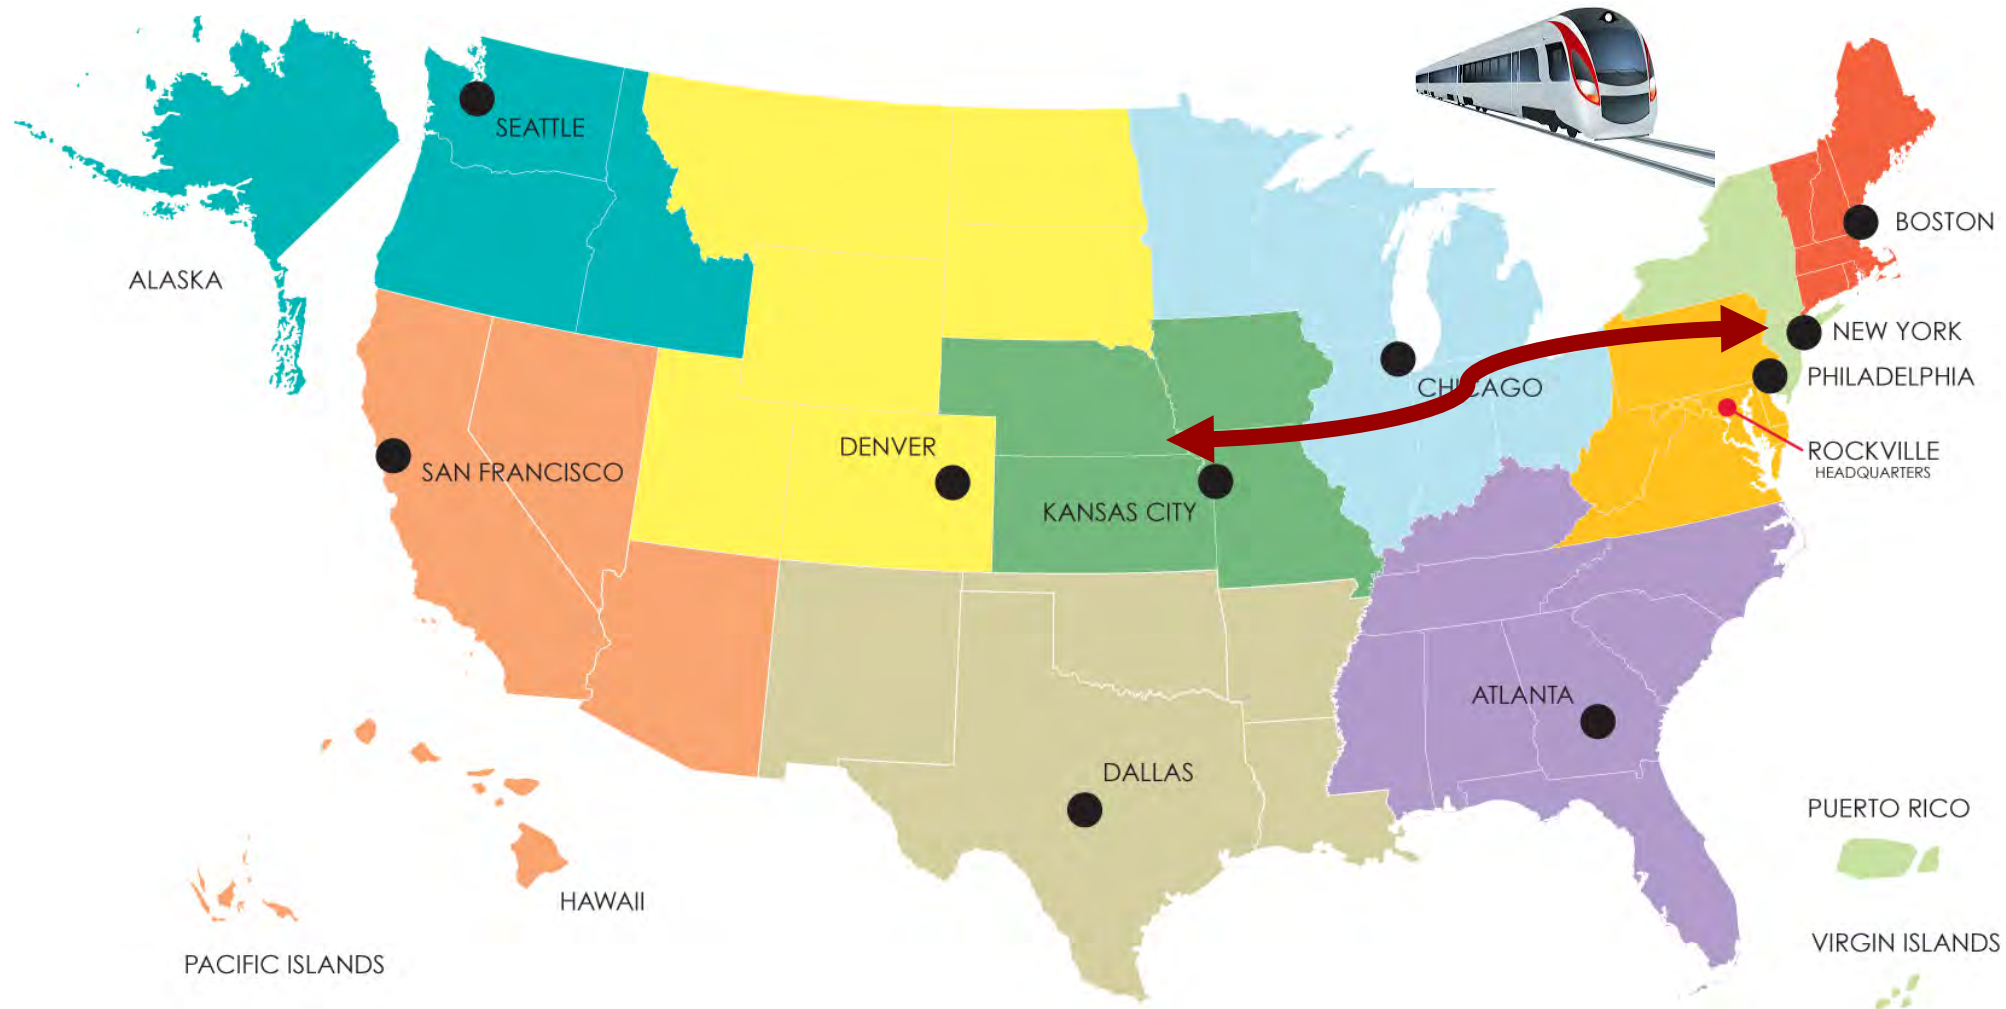 SEATTLE
BOSTON
ALASKA
NEW YORK
PHILADELPHIA
CHICAGO
DENVER
ROCKVILLE
HEADQUARTERS
SAN FRANCISCO
KANSAS CITY
ATLANTA
DALLAS
PUERTO RICO
HAWAII
VIRGIN ISLANDS
PACIFIC ISLANDS